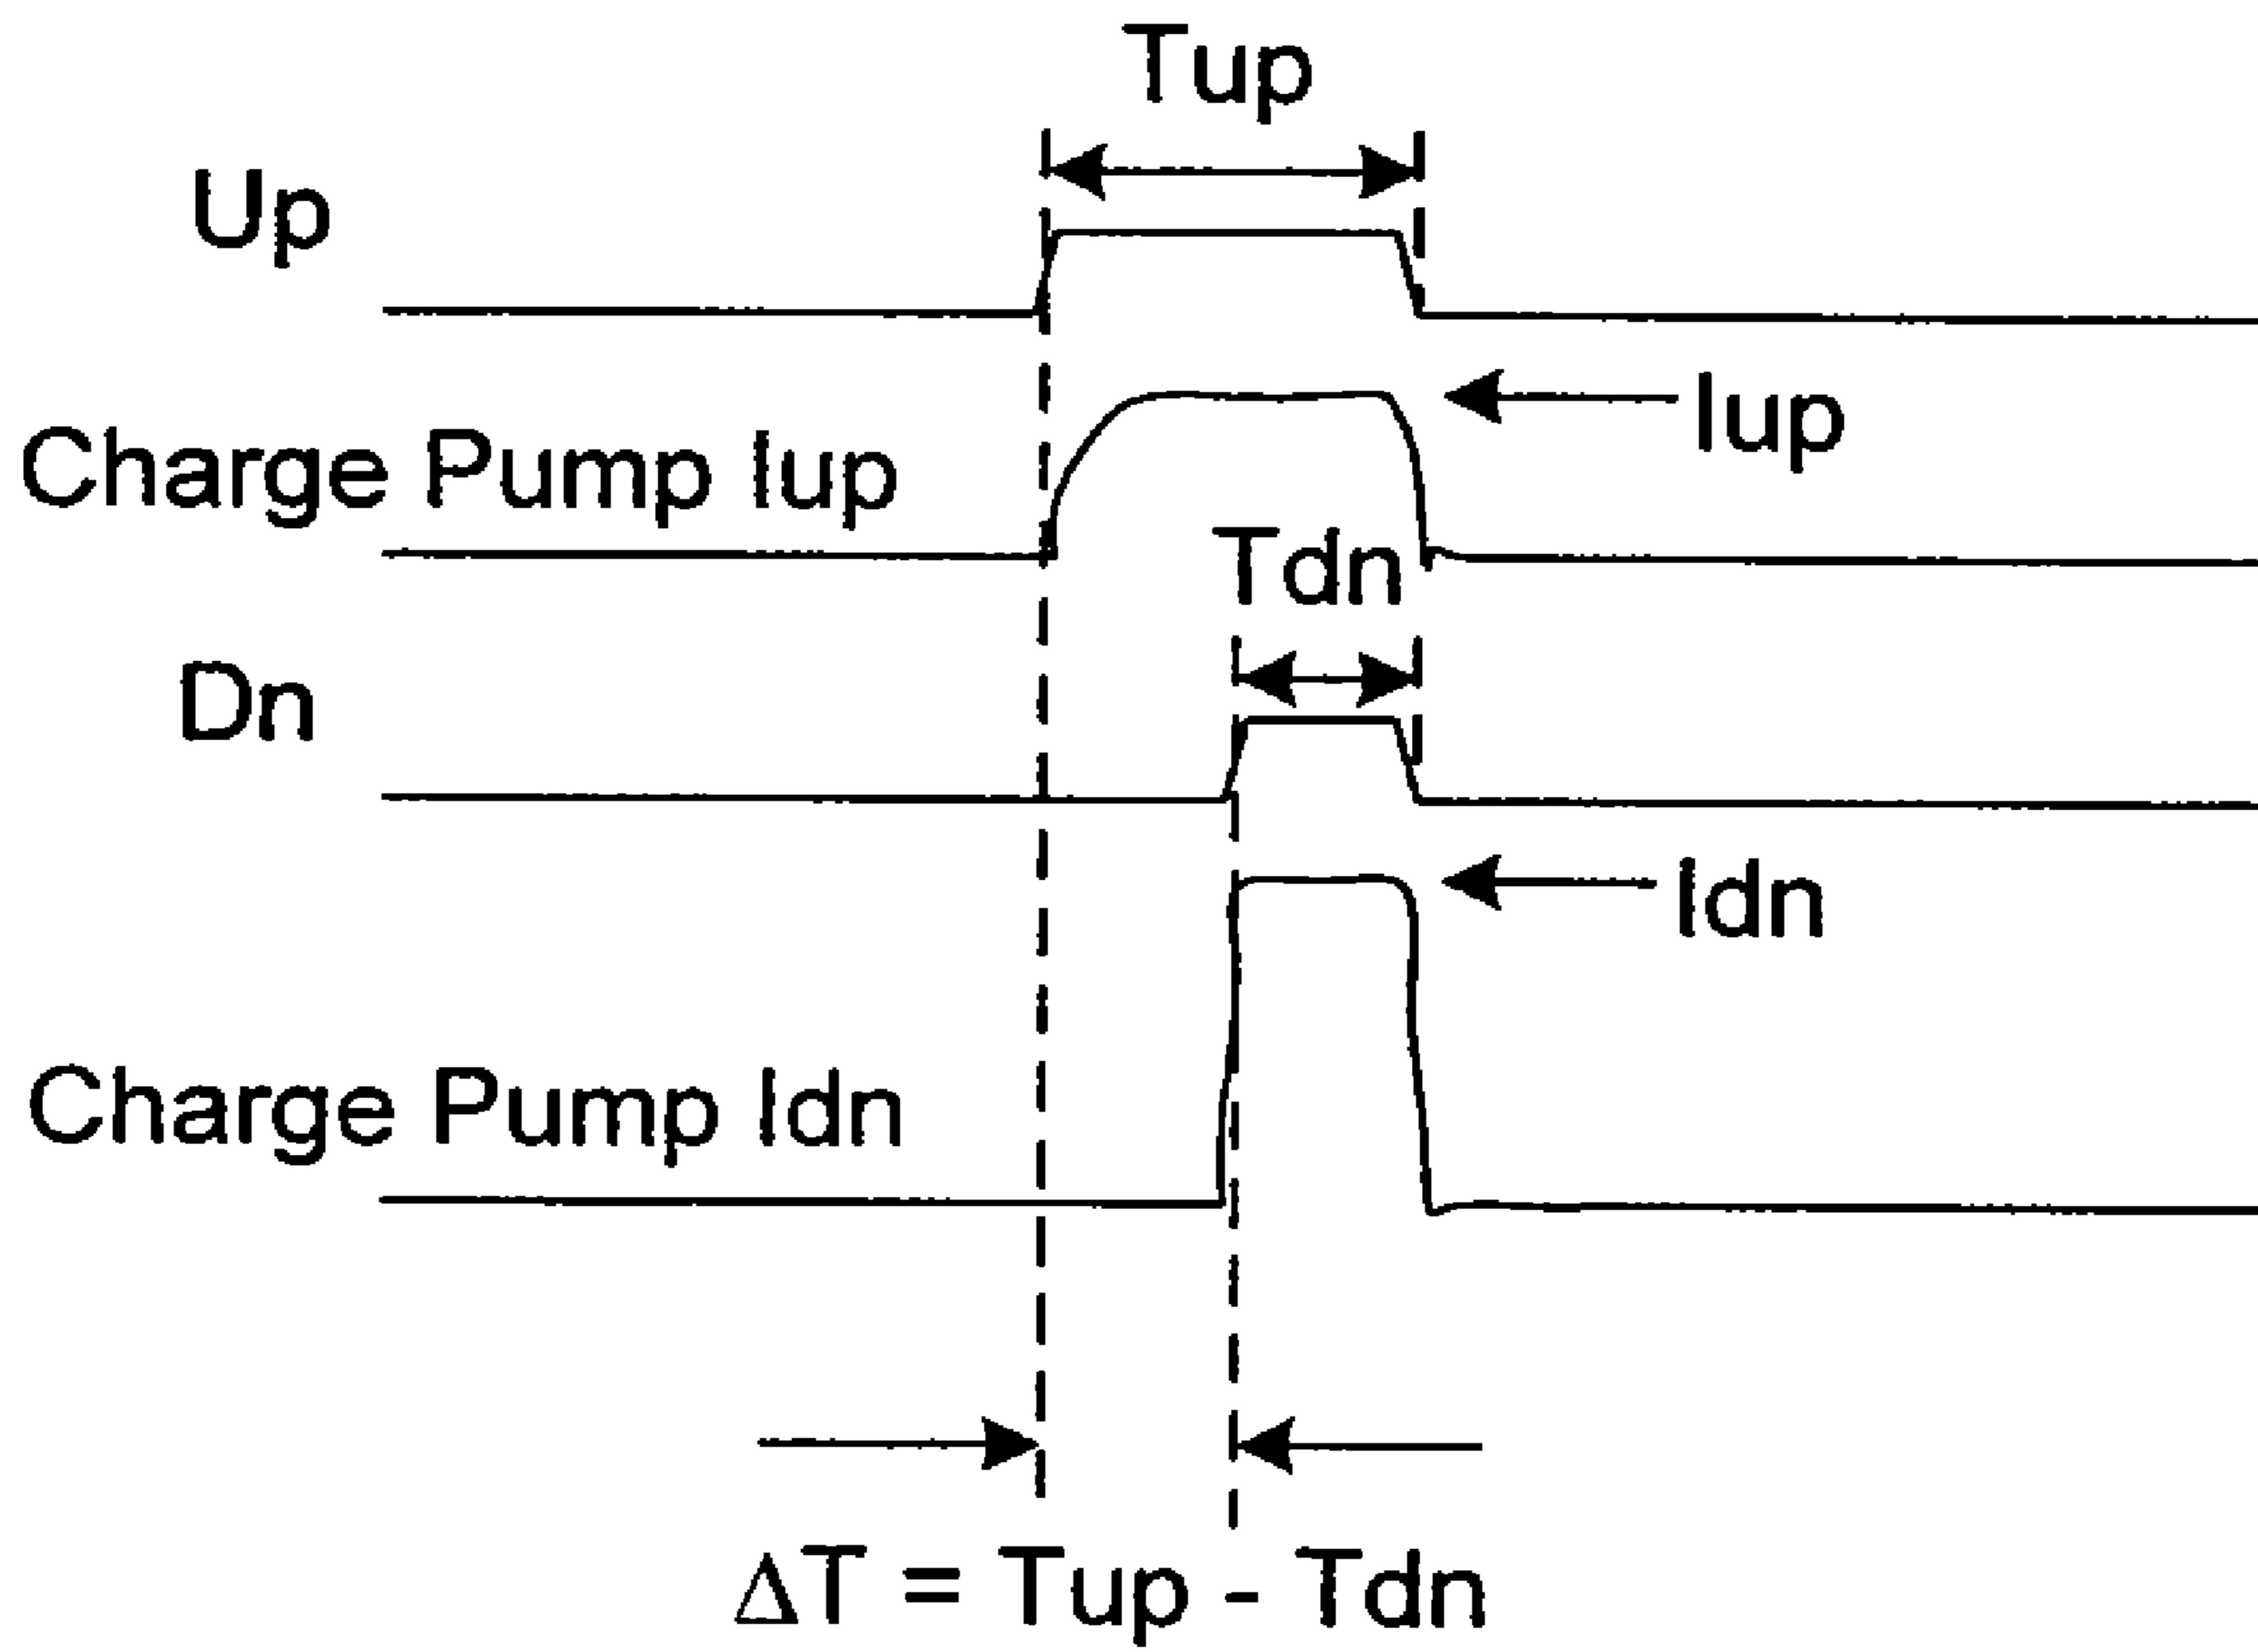 Tup
Up
Iup
Charge Pump Iup
Tdn
Dn
Idn
Charge Pump Idn
ΔT = Tup - Tdn